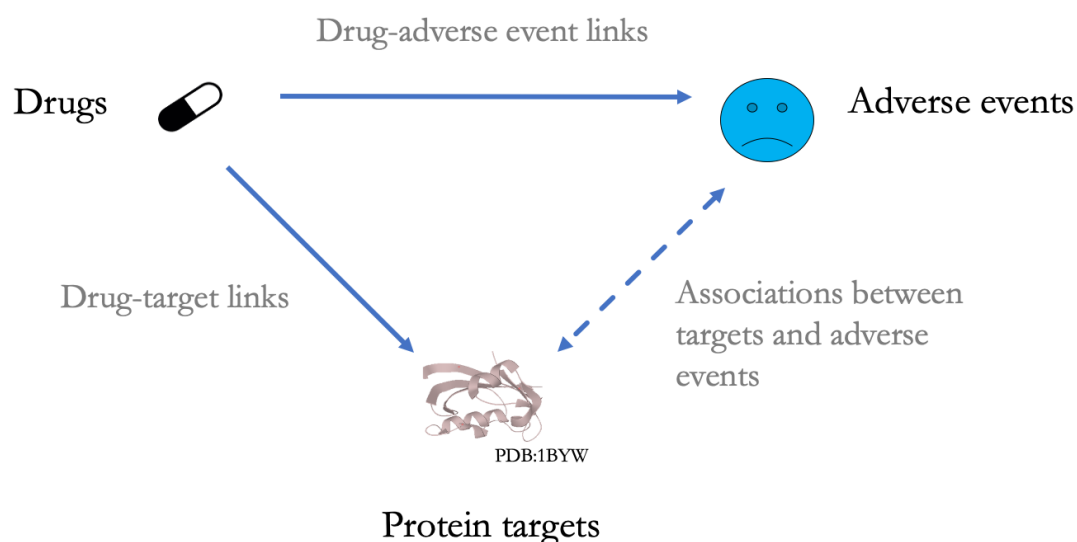 Drug-adverse event links
Drugs
Adverse events
Drug-target links
Associations between
targets and adverse
events
PDB:1BYW
Protein targets